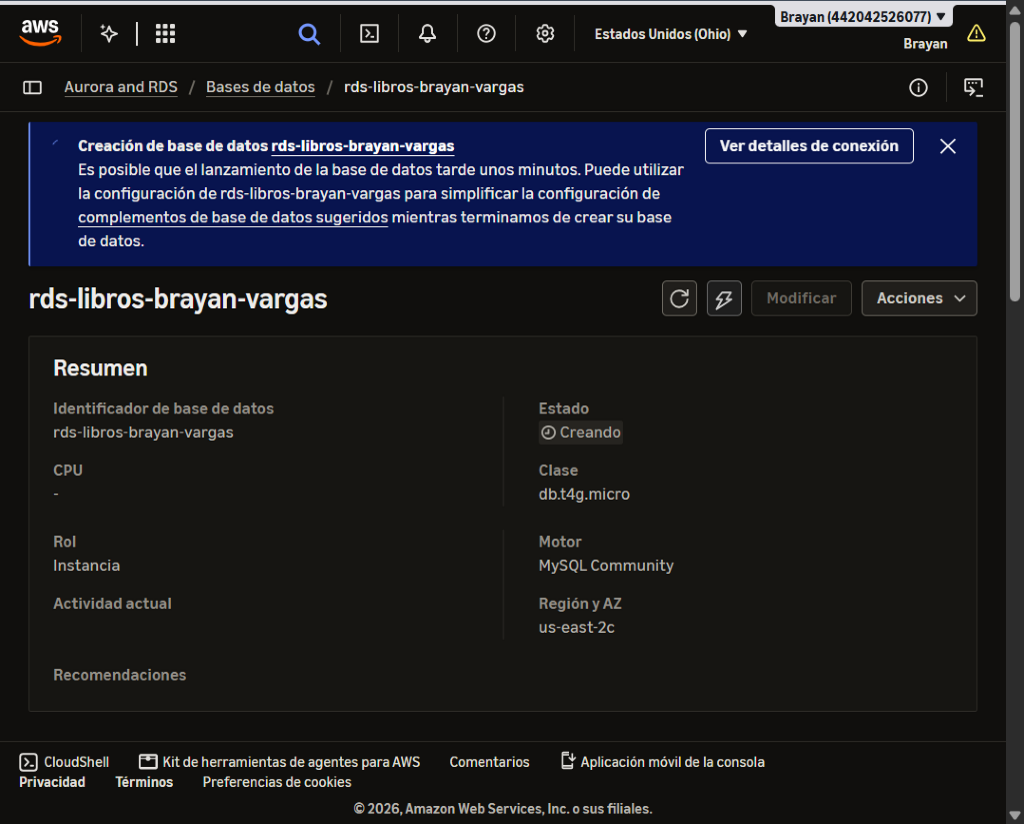 aws
Estados Unidos (Ohio) ▼
Brayan (442042526077) ▼
Brayan
Aurora and RDS / Bases de datos / rds-libros-brayan-vargas
Creación de base de datos rds-libros-brayan-vargas
Es posible que el lanzamiento de la base de datos tarde unos minutos. Puede utilizar
la configuración de rds-libros-brayan-vargas para simplificar la configuración de
complementos de base de datos sugeridos mientras terminamos de crear su base
de datos.
Ver detalles de conexión
rds-libros-brayan-vargas
Modificar
Acciones
Resumen
Identificador de base de datos
rds-libros-brayan-vargas
Estado
Creando
CPU
-
Clase
db.t4g.micro
Rol
Instancia
Motor
MySQL Community
Actividad actual
Región y AZ
us-east-2c
Recomendaciones
CloudShell
Kit de herramientas de agentes para AWS
Comentarios
Aplicación móvil de la consola
Privacidad
Términos
Preferencias de cookies
© 2026, Amazon Web Services, Inc. o sus filiales.